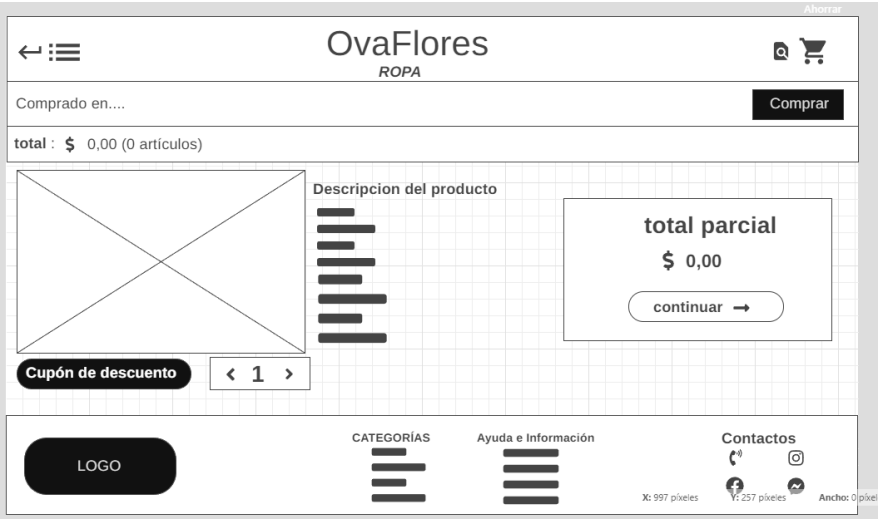 Ahorrar
OvaFlores
ROPA
Comprado en....
Comprar
total : $ 0,00 (0 artículos)
Descripcion del producto
total parcial
$ 0,00
continuar
Cupón de descuento
1
LOGO
CATEGORÍAS
Ayuda e Información
Contactos
X: 997 píxeles
Y: 257 píxeles
Ancho: 0 píxel